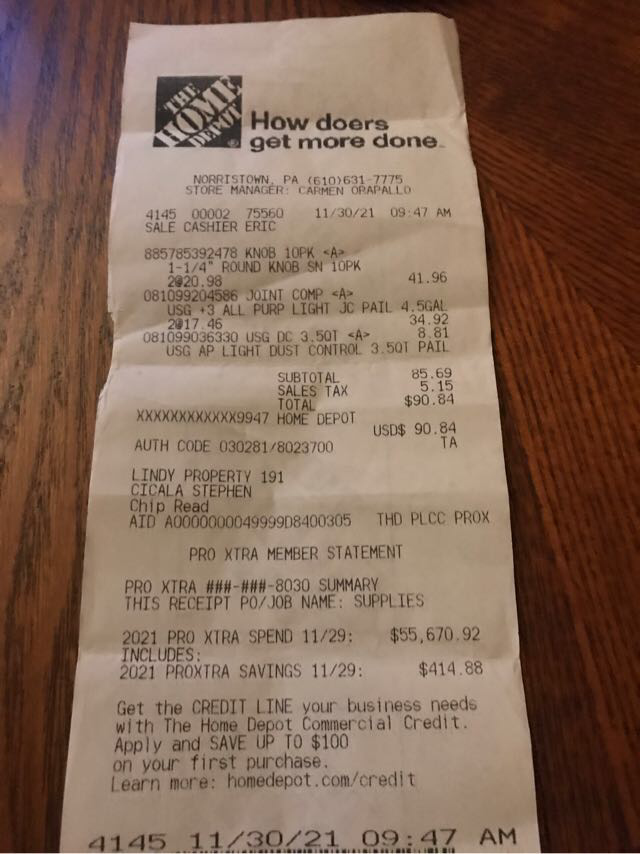 THE HOME DEPOT
How doers
get more done
NORRISTOWN, PA (610)631-7775
STORE MANAGER: CARMEN ORAPALLO
4145 00002 75560 11/30/21 09:47 AM
SALE CASHIER ERIC
885785392478 KNOB 10PK <A>
1-1/4" ROUND KNOB SN 10PK
2@20.98 41.96
081099204586 JOINT COMP <A>
USG +3 ALL PURP LIGHT JC PAIL 4.5GAL
2@17.46 34.92
081099036330 USG DC 3.5QT <A> 8.81
USG AP LIGHT DUST CONTROL 3.5QT PAIL
SUBTOTAL 85.69
SALES TAX 5.15
TOTAL $90.84
XXXXXXXXXXXX9947 HOME DEPOT
USD$ 90.84
AUTH CODE 030281/8023700 TA
LINDY PROPERTY 191
CICALA STEPHEN
Chip Read
AID A0000000049999D8400305 THD PLCC PROX
PRO XTRA MEMBER STATEMENT
PRO XTRA ###-###-8030 SUMMARY
THIS RECEIPT PO/JOB NAME: SUPPLIES
2021 PRO XTRA SPEND 11/29: $55,670.92
INCLUDES:
2021 PROXTRA SAVINGS 11/29: $414.88
Get the CREDIT LINE your business needs
with The Home Depot Commercial Credit.
Apply and SAVE UP TO $100
on your first purchase.
Learn more: homedepot.com/credit
4145 11/30/21 09:47 AM